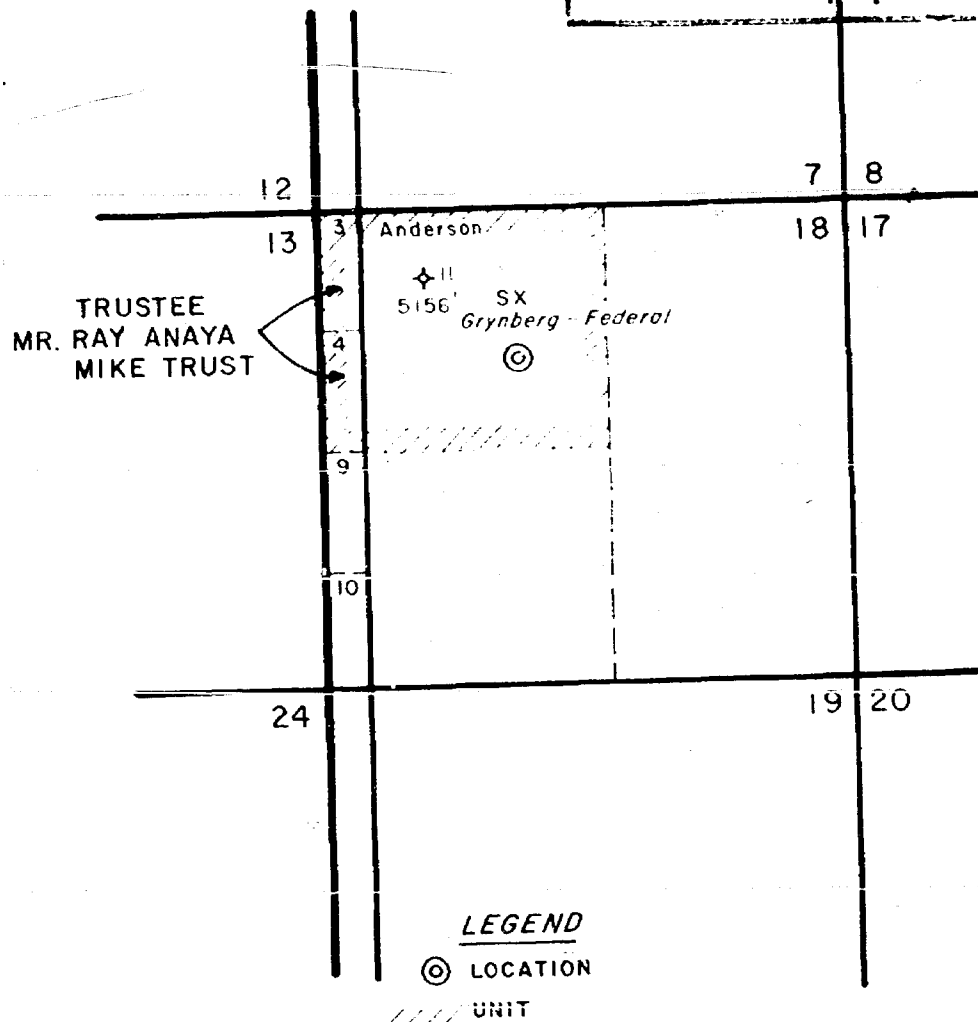 12
7 8
13
3 Anderson
18 17
11
5156'
SX
Grynberg - Federal
TRUSTEE
MR. RAY ANAYA
MIKE TRUST
4
9
10
24
19 20
LEGEND
LOCATION
UNIT